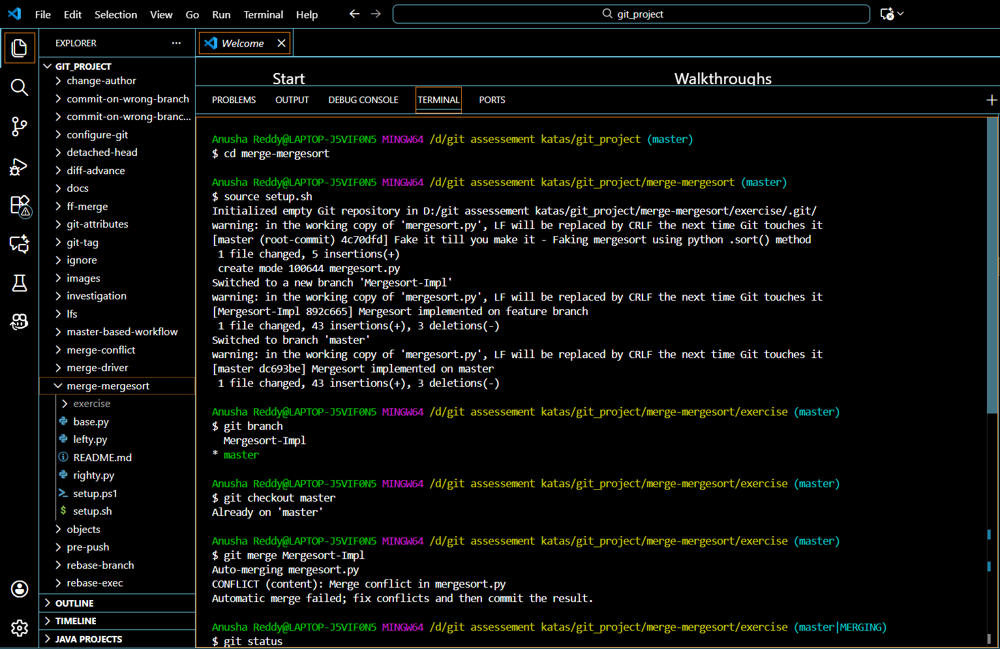 File Edit Selection View Go Run Terminal Help
git_project
EXPLORER
Welcome
GIT_PROJECT
change-author
commit-on-wrong-branch
commit-on-wrong-branc...
configure-git
detached-head
diff-advance
docs
ff-merge
git-attributes
git-tag
ignore
images
investigation
lfs
master-based-workflow
merge-conflict
merge-driver
merge-mergesort
exercise
base.py
lefty.py
README.md
righty.py
setup.ps1
$ setup.sh
objects
pre-push
rebase-branch
rebase-exec
OUTLINE
TIMELINE
JAVA PROJECTS
Start
Walkthroughs
PROBLEMS OUTPUT DEBUG CONSOLE TERMINAL PORTS
Anusha Reddy@LAPTOP-J5VIF0N5 MINGW64 /d/git assessement katas/git_project (master)
$ cd merge-mergesort
Anusha Reddy@LAPTOP-J5VIF0N5 MINGW64 /d/git assessement katas/git_project/merge-mergesort (master)
$ source setup.sh
Initialized empty Git repository in D:/git assessement katas/git_project/merge-mergesort/exercise/.git/
warning: in the working copy of 'mergesort.py', LF will be replaced by CRLF the next time Git touches it
[master (root-commit) 4c70dfd] Fake it till you make it - Faking mergesort using python .sort() method
1 file changed, 5 insertions(+)
create mode 100644 mergesort.py
Switched to a new branch 'Mergesort-Impl'
warning: in the working copy of 'mergesort.py', LF will be replaced by CRLF the next time Git touches it
[Mergesort-Impl 892c665] Mergesort implemented on feature branch
1 file changed, 43 insertions(+), 3 deletions(-)
Switched to branch 'master'
warning: in the working copy of 'mergesort.py', LF will be replaced by CRLF the next time Git touches it
[master dc693be] Mergesort implemented on master
1 file changed, 43 insertions(+), 3 deletions(-)
Anusha Reddy@LAPTOP-J5VIF0N5 MINGW64 /d/git assessement katas/git_project/merge-mergesort/exercise (master)
$ git branch
Mergesort-Impl
* master
Anusha Reddy@LAPTOP-J5VIF0N5 MINGW64 /d/git assessement katas/git_project/merge-mergesort/exercise (master)
$ git checkout master
Already on 'master'
Anusha Reddy@LAPTOP-J5VIF0N5 MINGW64 /d/git assessement katas/git_project/merge-mergesort/exercise (master)
$ git merge Mergesort-Impl
Auto-merging mergesort.py
CONFLICT (content): Merge conflict in mergesort.py
Automatic merge failed; fix conflicts and then commit the result.
Anusha Reddy@LAPTOP-J5VIF0N5 MINGW64 /d/git assessement katas/git_project/merge-mergesort/exercise (master|MERGING)
$ git status